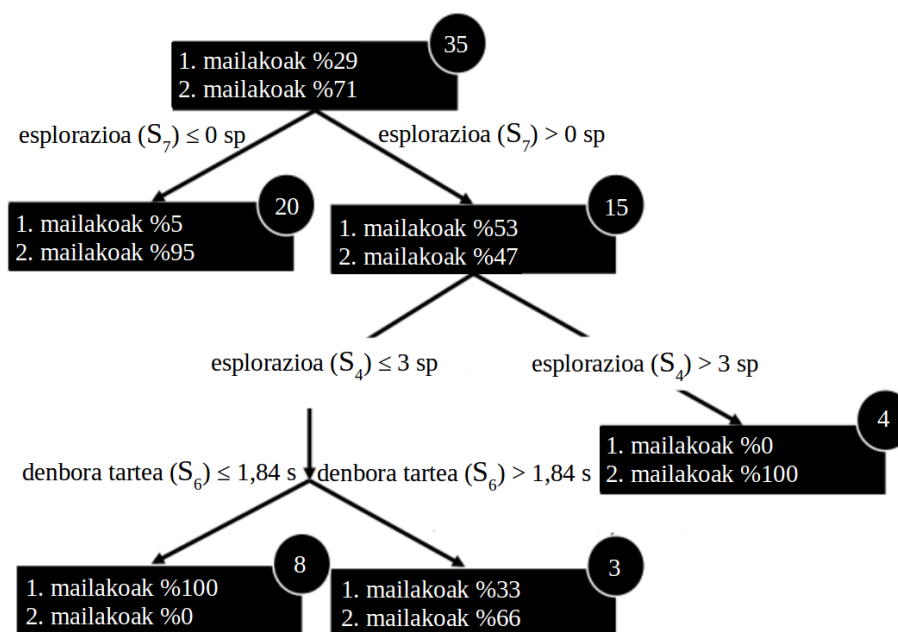 35
1. mailakoak %29
2. mailakoak %71
esplorazioa (S7) ≤ 0 sp
esplorazioa (S7) > 0 sp
20
1. mailakoak %5
2. mailakoak %95
15
1. mailakoak %53
2. mailakoak %47
esplorazioa (S4) ≤ 3 sp
esplorazioa (S4) > 3 sp
4
1. mailakoak %0
2. mailakoak %100
denbora tartea (S6) ≤ 1,84 s
denbora tartea (S6) > 1,84 s
8
1. mailakoak %100
2. mailakoak %0
3
1. mailakoak %33
2. mailakoak %66